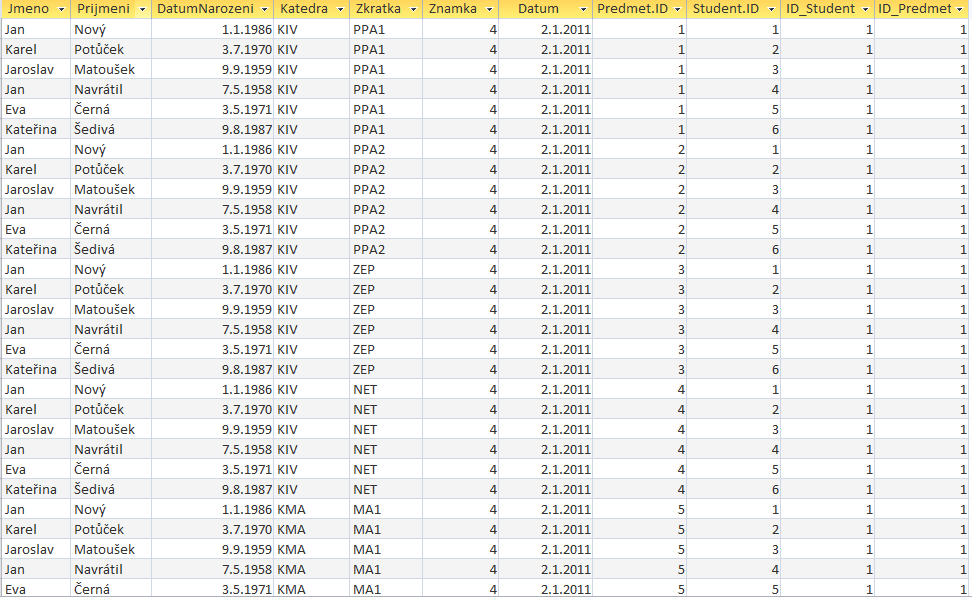 Jmeno Prijmeni DatumNarozeni Katedra Zkratka Znamka Datum Predmet.ID Student.ID ID_Student ID_Predmet
Jan Nový 1.1.1986 KIV PPA1 4 2.1.2011 1 1 1 1
Karel Potůček 3.7.1970 KIV PPA1 4 2.1.2011 1 2 1 1
Jaroslav Matoušek 9.9.1959 KIV PPA1 4 2.1.2011 1 3 1 1
Jan Navrátil 7.5.1958 KIV PPA1 4 2.1.2011 1 4 1 1
Eva Černá 3.5.1971 KIV PPA1 4 2.1.2011 1 5 1 1
Kateřina Šedivá 9.8.1987 KIV PPA1 4 2.1.2011 1 6 1 1
Jan Nový 1.1.1986 KIV PPA2 4 2.1.2011 2 1 1 1
Karel Potůček 3.7.1970 KIV PPA2 4 2.1.2011 2 2 1 1
Jaroslav Matoušek 9.9.1959 KIV PPA2 4 2.1.2011 2 3 1 1
Jan Navrátil 7.5.1958 KIV PPA2 4 2.1.2011 2 4 1 1
Eva Černá 3.5.1971 KIV PPA2 4 2.1.2011 2 5 1 1
Kateřina Šedivá 9.8.1987 KIV PPA2 4 2.1.2011 2 6 1 1
Jan Nový 1.1.1986 KIV ZEP 4 2.1.2011 3 1 1 1
Karel Potůček 3.7.1970 KIV ZEP 4 2.1.2011 3 2 1 1
Jaroslav Matoušek 9.9.1959 KIV ZEP 4 2.1.2011 3 3 1 1
Jan Navrátil 7.5.1958 KIV ZEP 4 2.1.2011 3 4 1 1
Eva Černá 3.5.1971 KIV ZEP 4 2.1.2011 3 5 1 1
Kateřina Šedivá 9.8.1987 KIV ZEP 4 2.1.2011 3 6 1 1
Jan Nový 1.1.1986 KIV NET 4 2.1.2011 4 1 1 1
Karel Potůček 3.7.1970 KIV NET 4 2.1.2011 4 2 1 1
Jaroslav Matoušek 9.9.1959 KIV NET 4 2.1.2011 4 3 1 1
Jan Navrátil 7.5.1958 KIV NET 4 2.1.2011 4 4 1 1
Eva Černá 3.5.1971 KIV NET 4 2.1.2011 4 5 1 1
Kateřina Šedivá 9.8.1987 KIV NET 4 2.1.2011 4 6 1 1
Jan Nový 1.1.1986 KMA MA1 4 2.1.2011 5 1 1 1
Karel Potůček 3.7.1970 KMA MA1 4 2.1.2011 5 2 1 1
Jaroslav Matoušek 9.9.1959 KMA MA1 4 2.1.2011 5 3 1 1
Jan Navrátil 7.5.1958 KMA MA1 4 2.1.2011 5 4 1 1
Eva Černá 3.5.1971 KMA MA1 4 2.1.2011 5 5 1 1